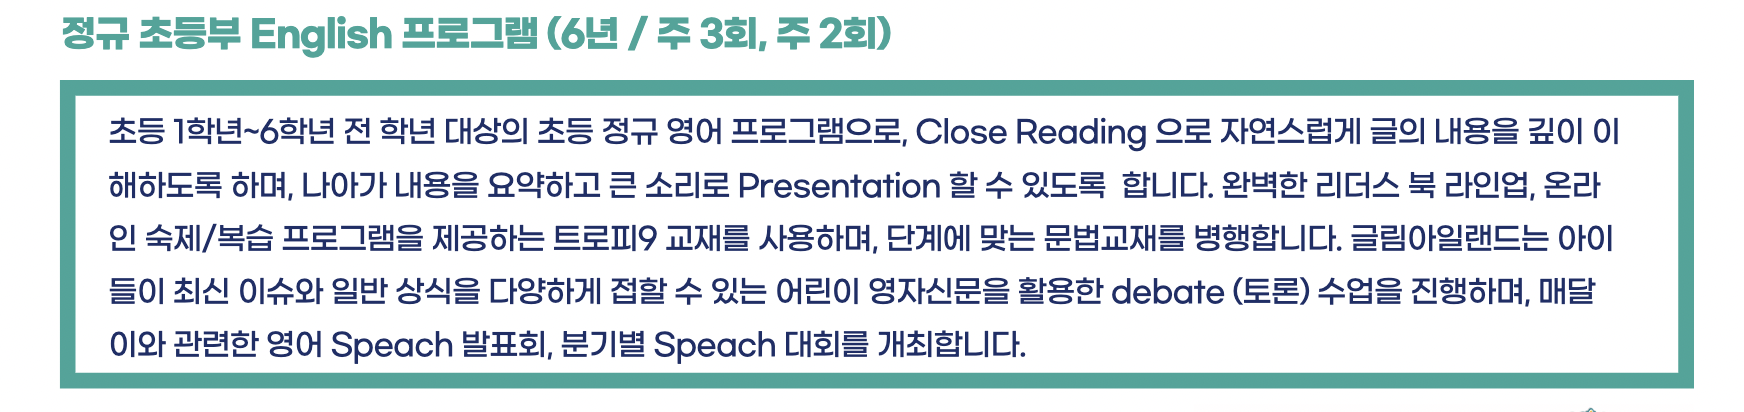 정규 초등부 English 프로그램 (6년 / 주 3회, 주 2회)
초등 1학년~6학년 전 학년 대상의 초등 정규 영어 프로그램으로, Close Reading 으로 자연스럽게 글의 내용을 깊이 이
해하도록 하며, 나아가 내용을 요약하고 큰 소리로 Presentation 할 수 있도록  합니다. 완벽한 리더스 북 라인업, 온라
인 숙제/복습 프로그램을 제공하는 트로피9 교재를 사용하며, 단계에 맞는 문법교재를 병행합니다. 글림아일랜드는 아이
들이 최신 이슈와 일반 상식을 다양하게 접할 수 있는 어린이 영자신문을 활용한 debate (토론) 수업을 진행하며, 매달
이와 관련한 영어 Speach 발표회, 분기별 Speach 대회를 개최합니다.